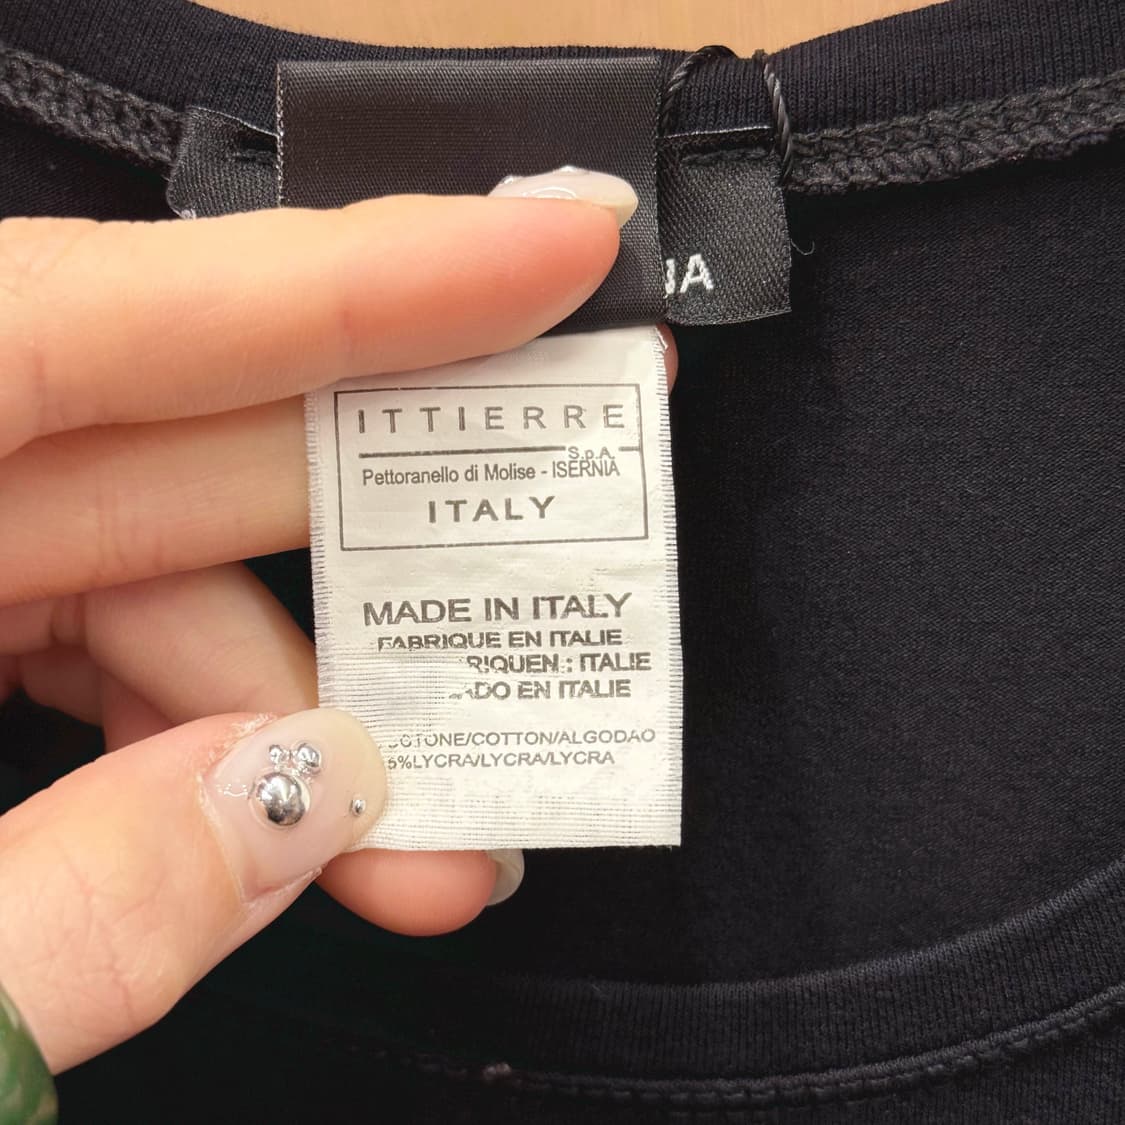 ITTIERRE
S.p.A.
Pettoranello di Molise - ISERNIA
ITALY
MADE IN ITALY
FABRIQUE EN ITALIE
: ITALIE
EN ITALIE
/COTTON/ALGODAO
LYCRA/LYCRA/LYCRA